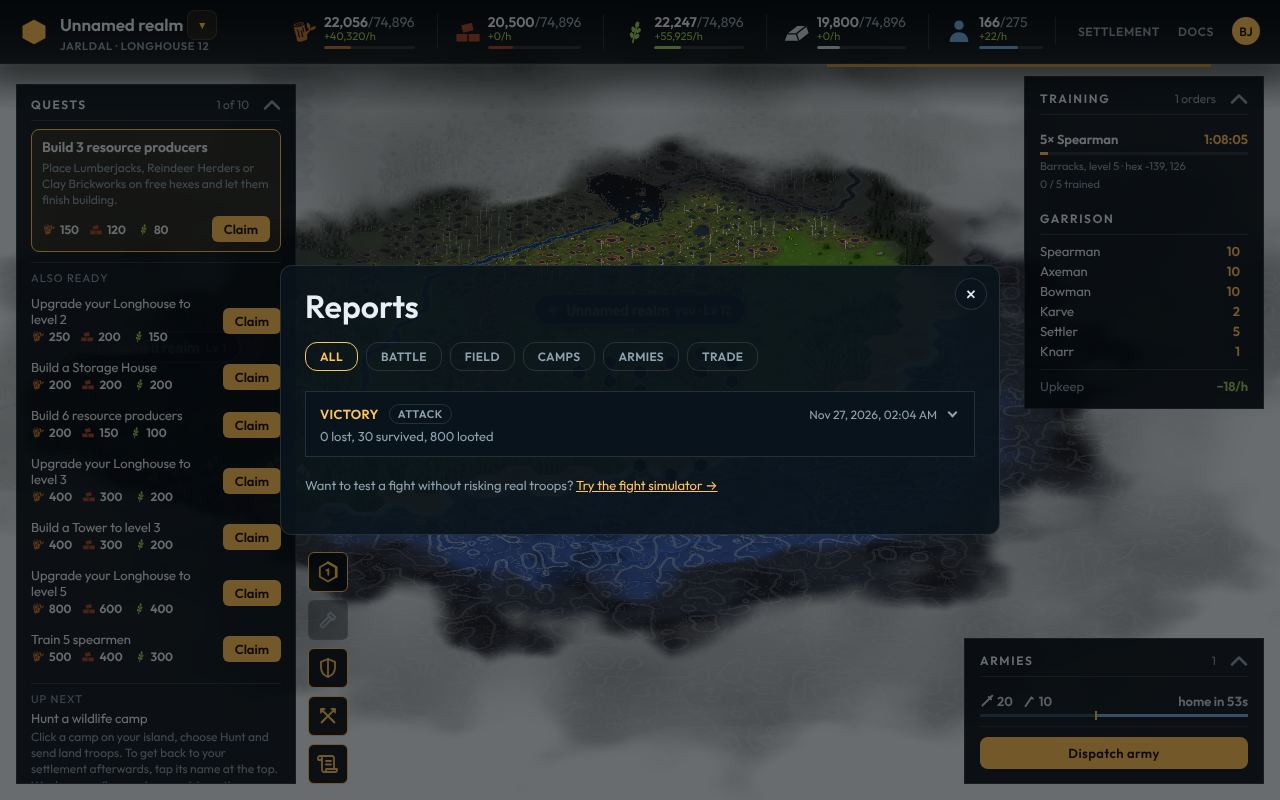 Unnamed realm ▾
JARLDAL · LONGHOUSE 12
22,056/74,896
+40,320/h
20,500/74,896
+0/h
22,247/74,896
+55,925/h
19,800/74,896
+0/h
166/275
+22/h
SETTLEMENT
DOCS
BJ
QUESTS
1 of 10
Build 3 resource producers
Place Lumberjacks, Reindeer Herders or
Clay Brickworks on free hexes and let them
finish building.
150 120 80
Claim
ALSO READY
Upgrade your Longhouse to
level 2
250 200 150
Claim
Build a Storage House
200 200 200
Claim
Build 6 resource producers
200 150 100
Claim
Upgrade your Longhouse to
level 3
400 300 200
Claim
Build a Tower to level 3
400 300 200
Claim
Upgrade your Longhouse to
level 5
800 600 400
Claim
Train 5 spearmen
500 400 300
Claim
UP NEXT
Hunt a wildlife camp
Click a camp on your island, choose Hunt and
send land troops. To get back to your
settlement afterwards, tap its name at the top.
Reports
×
Unnamed realm you · Lv 12
ALL
BATTLE
FIELD
CAMPS
ARMIES
TRADE
VICTORY ATTACK
Nov 27, 2026, 02:04 AM
0 lost, 30 survived, 800 looted
Want to test a fight without risking real troops? Try the fight simulator →
1
TRAINING
1 orders
5× Spearman 1:08:05
Barracks, level 5 · hex -139, 126
0 / 5 trained
GARRISON
Spearman 10
Axeman 10
Bowman 10
Karve 2
Settler 5
Knarr 1
Upkeep −18/h
ARMIES
1
20 10 home in 53s
Dispatch army